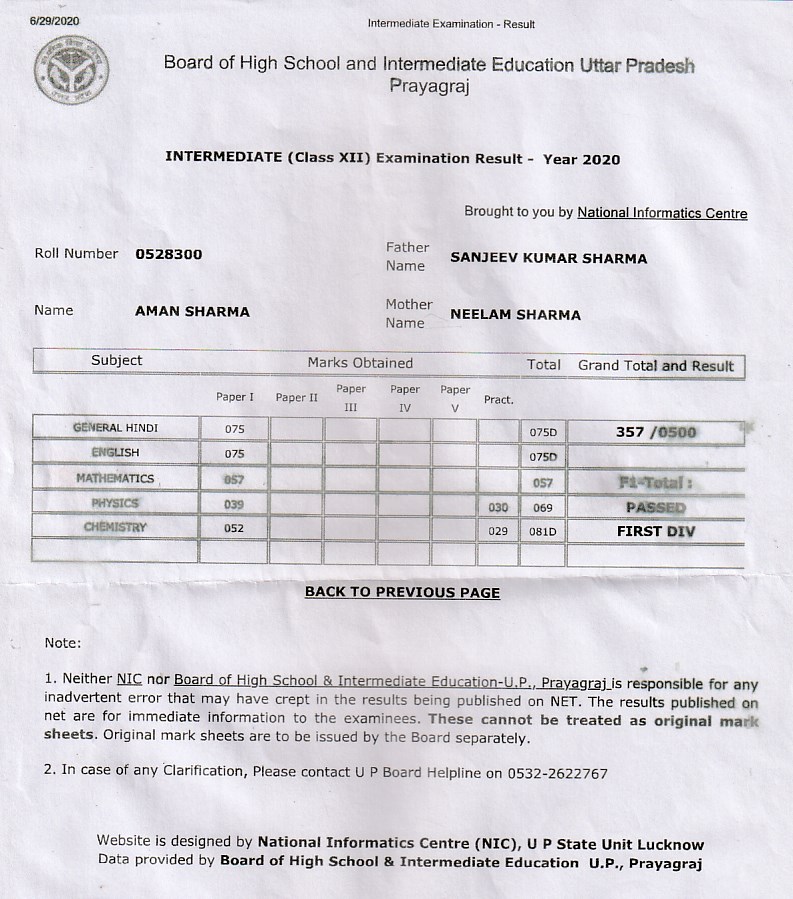 6/29/2020 Intermediate Examination - Result
Board of High School and Intermediate Education Uttar Pradesh
Prayagraj
INTERMEDIATE (Class XII) Examination Result - Year 2020
Brought to you by National Informatics Centre
Roll Number 0528300 Father Name SANJEEV KUMAR SHARMA
Name AMAN SHARMA Mother Name NEELAM SHARMA
Subject Marks Obtained Total Grand Total and Result
Paper I Paper II Paper III Paper IV Paper V Pract.
GENERAL HINDI 075 075D 357 /0500
ENGLISH 075 075D
MATHEMATICS 057 057 F1-Total :
PHYSICS 039 030 069 PASSED
CHEMISTRY 052 029 081D FIRST DIV
BACK TO PREVIOUS PAGE
Note:
1. Neither NIC nor Board of High School & Intermediate Education-U.P., Prayagraj is responsible for any
inadvertent error that may have crept in the results being published on NET. The results published on
net are for immediate information to the examinees. These cannot be treated as original mark
sheets. Original mark sheets are to be issued by the Board separately.
2. In case of any Clarification, Please contact U P Board Helpline on 0532-2622767
Website is designed by National Informatics Centre (NIC), U P State Unit Lucknow
Data provided by Board of High School & Intermediate Education U.P., Prayagraj